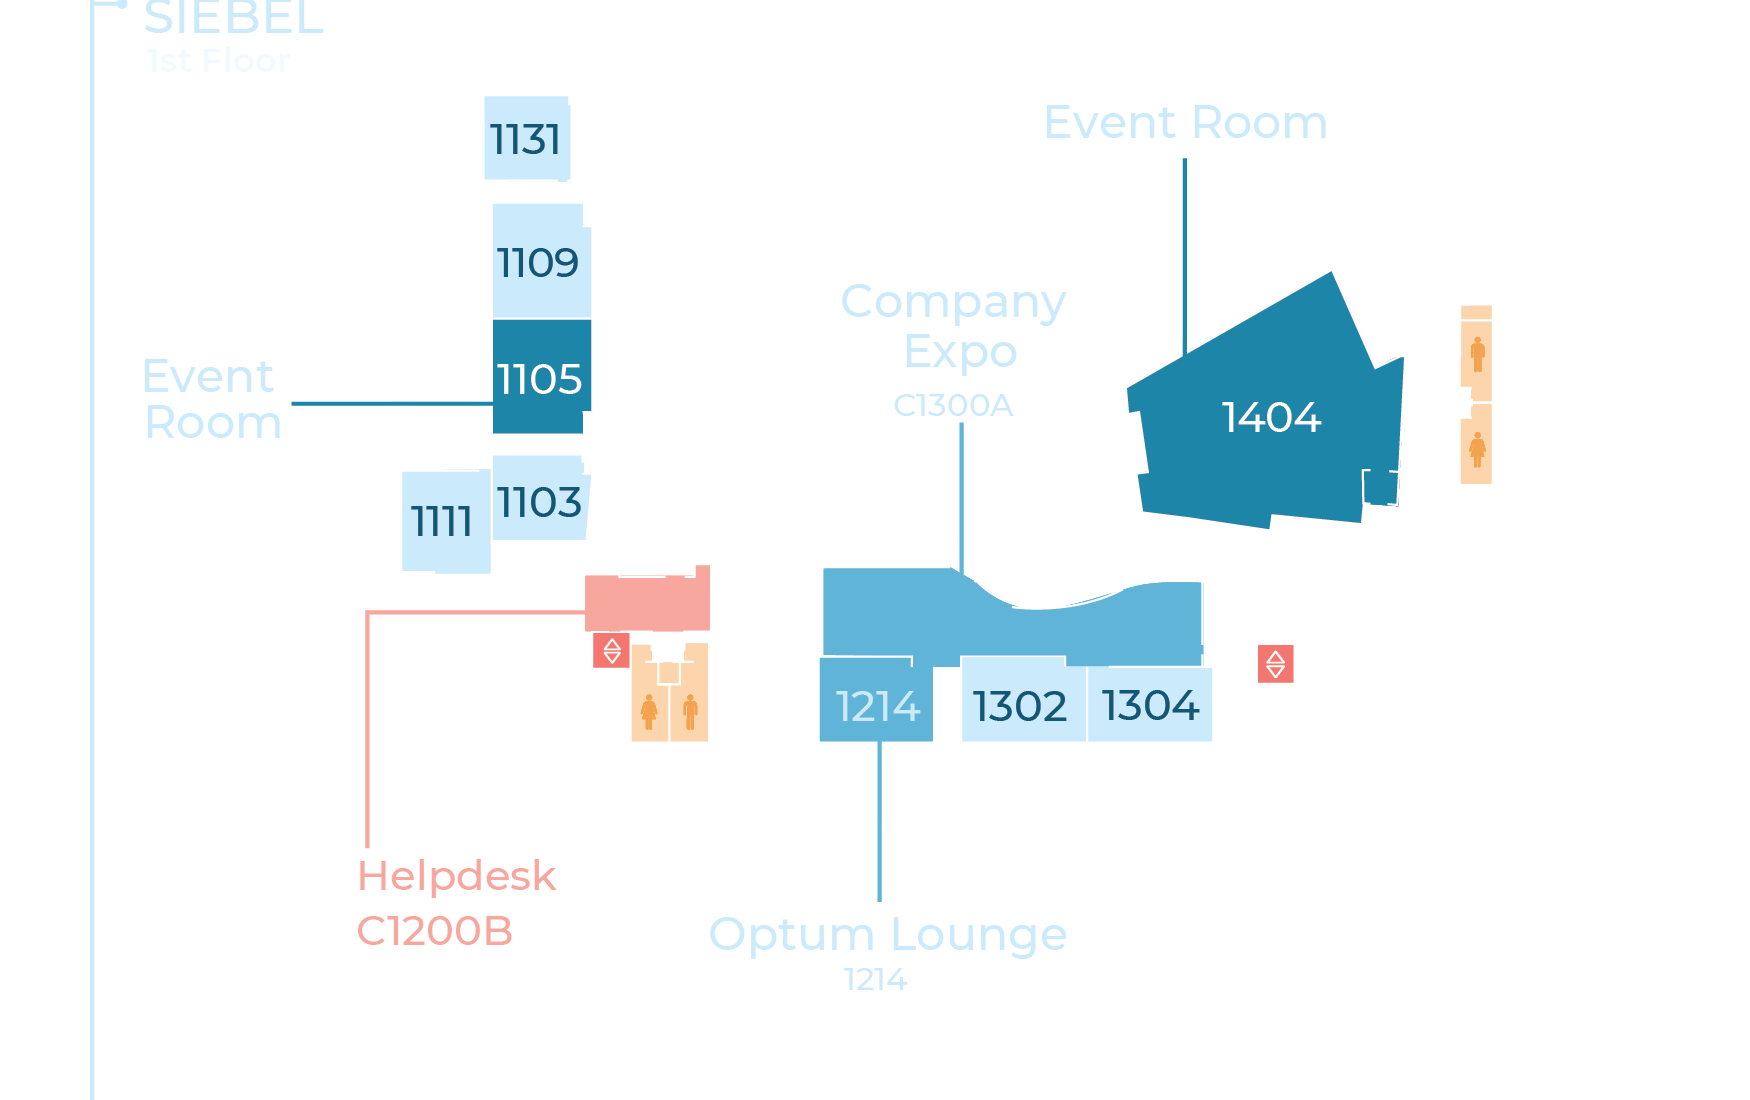 SIEBEL
1st Floor
1131
Event Room
1109
Company
Expo
C1300A
Event
Room
1105
1404
1111
1103
1214
1302
1304
Helpdesk
C1200B
Optum Lounge
1214